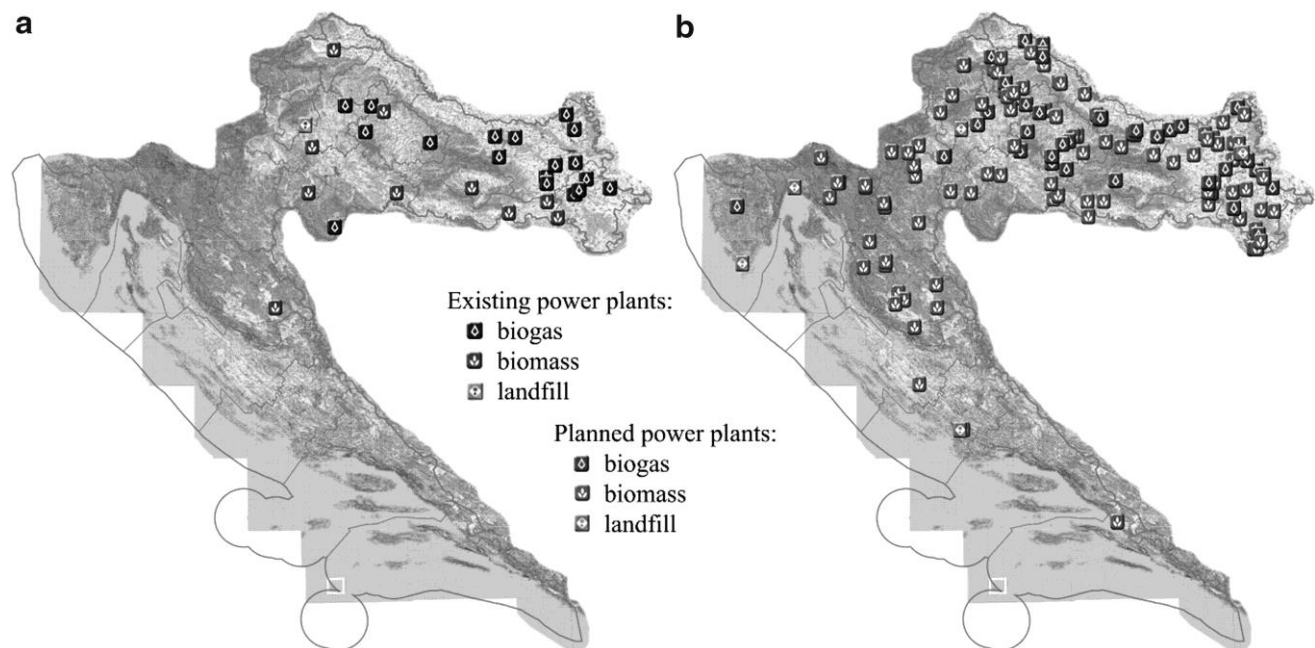 a
b
Existing power plants:
biogas
biomass
landfill
Planned power plants:
biogas
biomass
landfill